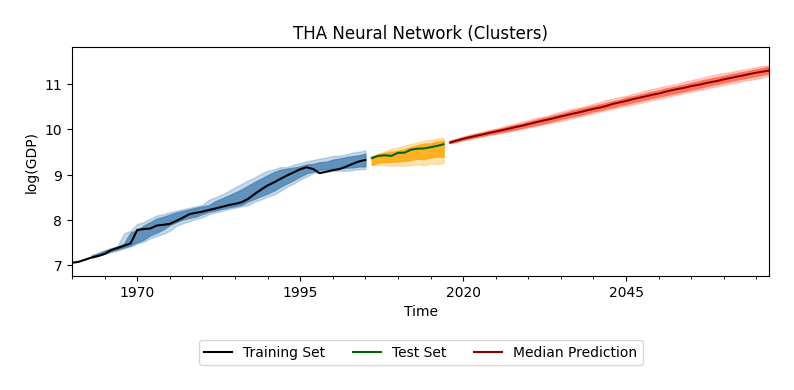 THA Neural Network (Clusters)
log(GDP)
11
10
9
8
7
1970
1995
2020
2045
Time
Training Set
Test Set
Median Prediction